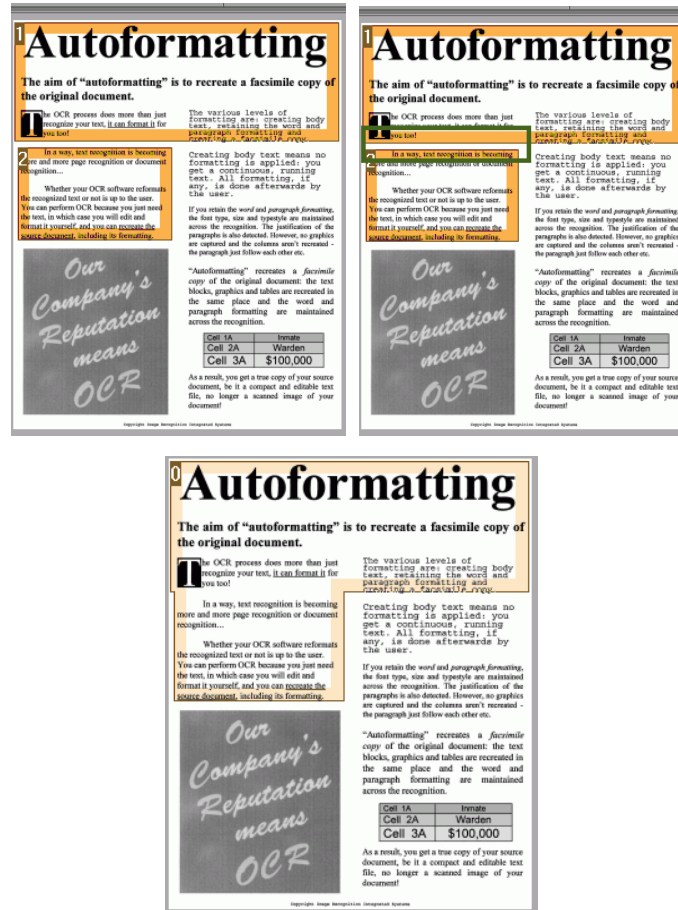 1
Autoformatting
The aim of “autoformatting” is to recreate a facsimile copy of
the original document.
The OCR process does more than just
recognize your text, it can format it for
you too!
2
In a way, text recognition is becoming
more and more page recognition or document
recognition...
Whether your OCR software reformats
the recognized text or not is up to the user.
You can perform OCR because you just need
the text, in which case you will edit and
format it yourself, and you can recreate the
source document, including its formatting.
Our
Company's
Reputation
means
OCR
The various levels of
formatting are: creating body
text, retaining the word and
paragraph formatting and
creating a facsimile copy.
Creating body text means no
formatting is applied: you
get a continuous, running
text. All formatting, if
any, is done afterwards by
the user.
If you retain the word and paragraph formatting,
the font type, size and typestyle are maintained
across the recognition. The justification of the
paragraphs is also detected. However, no graphics
are captured and the columns aren't recreated -
the paragraph just follow each other etc.
“Autoformatting” recreates a facsimile
copy of the original document: the text
blocks, graphics and tables are recreated in
the same place and the word and
paragraph formatting are maintained
across the recognition.
Cell 1A Inmate
Cell 2A Warden
Cell 3A $100,000
As a result, you get a true copy of your source
document, be it a compact and editable text
file, no longer a scanned image of your
document!
Copyright Image Recognition Integrated Systems
1
Autoformatting
The aim of “autoformatting” is to recreate a facsimile copy of
the original document.
The OCR process does more than just
recognize your text, it can format it for
you too!
2
In a way, text recognition is becoming
more and more page recognition or document
recognition...
Whether your OCR software reformats
the recognized text or not is up to the user.
You can perform OCR because you just need
the text, in which case you will edit and
format it yourself, and you can recreate the
source document, including its formatting.
Our
Company's
Reputation
means
OCR
The various levels of
formatting are: creating body
text, retaining the word and
paragraph formatting and
creating a facsimile copy.
Creating body text means no
formatting is applied: you
get a continuous, running
text. All formatting, if
any, is done afterwards by
the user.
If you retain the word and paragraph formatting,
the font type, size and typestyle are maintained
across the recognition. The justification of the
paragraphs is also detected. However, no graphics
are captured and the columns aren't recreated -
the paragraph just follow each other etc.
“Autoformatting” recreates a facsimile
copy of the original document: the text
blocks, graphics and tables are recreated in
the same place and the word and
paragraph formatting are maintained
across the recognition.
Cell 1A Inmate
Cell 2A Warden
Cell 3A $100,000
As a result, you get a true copy of your source
document, be it a compact and editable text
file, no longer a scanned image of your
document!
Copyright Image Recognition Integrated Systems
0
Autoformatting
The aim of “autoformatting” is to recreate a facsimile copy of
the original document.
The OCR process does more than just
recognize your text, it can format it for
you too!
In a way, text recognition is becoming
more and more page recognition or document
recognition...
Whether your OCR software reformats
the recognized text or not is up to the user.
You can perform OCR because you just need
the text, in which case you will edit and
format it yourself, and you can recreate the
source document, including its formatting.
Our
Company's
Reputation
means
OCR
The various levels of
formatting are: creating body
text, retaining the word and
paragraph formatting and
creating a facsimile copy.
Creating body text means no
formatting is applied: you
get a continuous, running
text. All formatting, if
any, is done afterwards by
the user.
If you retain the word and paragraph formatting,
the font type, size and typestyle are maintained
across the recognition. The justification of the
paragraphs is also detected. However, no graphics
are captured and the columns aren't recreated -
the paragraph just follow each other etc.
“Autoformatting” recreates a facsimile
copy of the original document: the text
blocks, graphics and tables are recreated in
the same place and the word and
paragraph formatting are maintained
across the recognition.
Cell 1A Inmate
Cell 2A Warden
Cell 3A $100,000
As a result, you get a true copy of your source
document, be it a compact and editable text
file, no longer a scanned image of your
document!
Copyright Image Recognition Integrated Systems